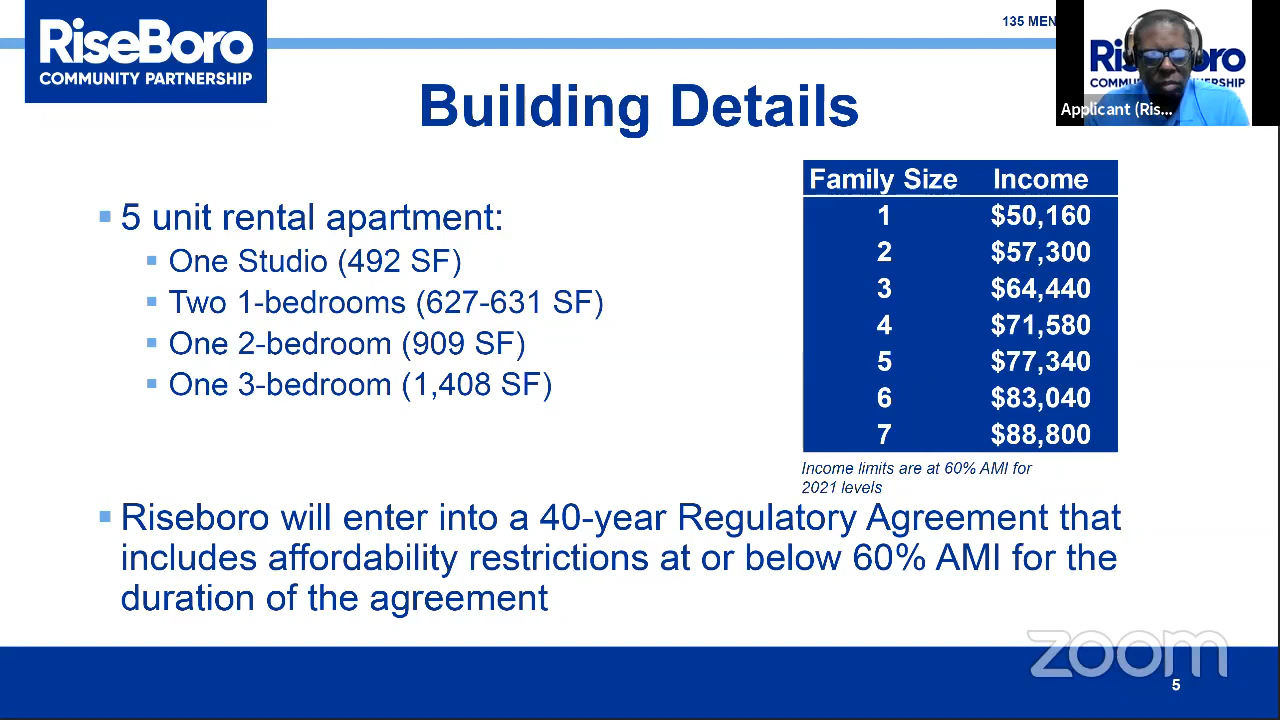 RiseBoro
COMMUNITY PARTNERSHIP
135 MEN
Applicant (Ris...
Building Details
▪ 5 unit rental apartment:
▪ One Studio (492 SF)
▪ Two 1-bedrooms (627-631 SF)
▪ One 2-bedroom (909 SF)
▪ One 3-bedroom (1,408 SF)
Family Size Income
1 $50,160
2 $57,300
3 $64,440
4 $71,580
5 $77,340
6 $83,040
7 $88,800
Income limits are at 60% AMI for
2021 levels
▪ Riseboro will enter into a 40-year Regulatory Agreement that
includes affordability restrictions at or below 60% AMI for the
duration of the agreement
zoom
5